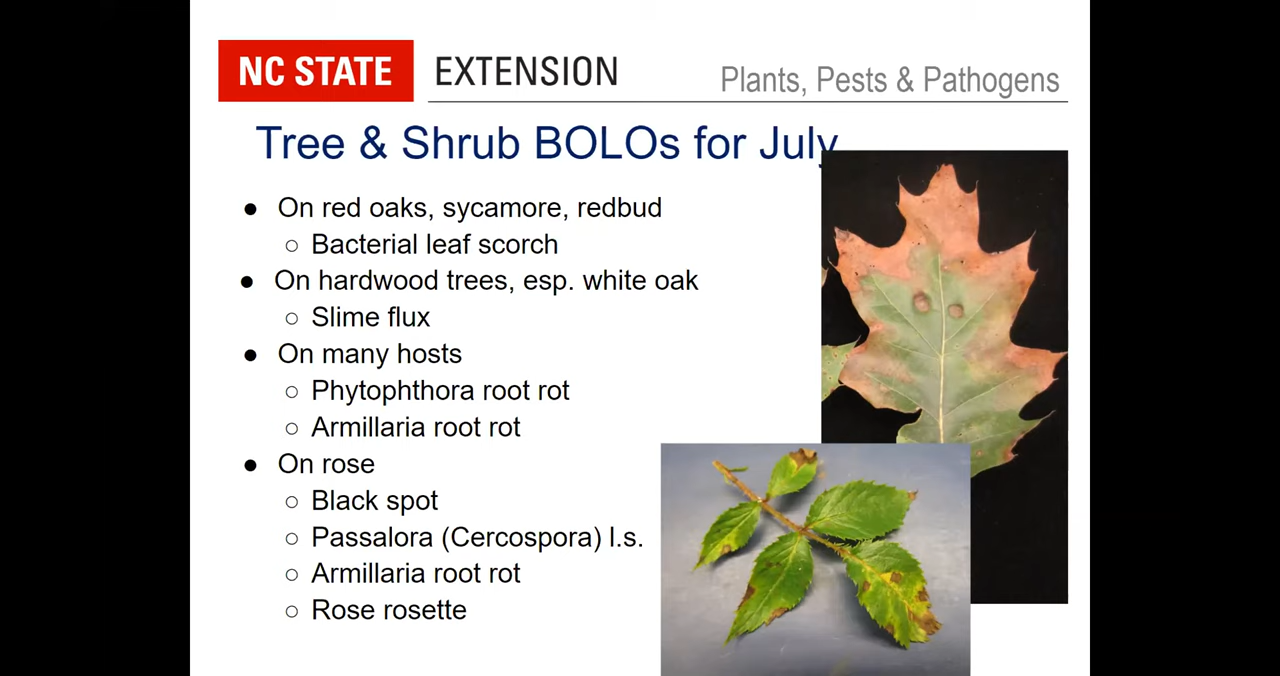 NC STATE EXTENSION
Plants, Pests & Pathogens
Tree & Shrub BOLOs for July
● On red oaks, sycamore, redbud
○ Bacterial leaf scorch
● On hardwood trees, esp. white oak
○ Slime flux
● On many hosts
○ Phytophthora root rot
○ Armillaria root rot
● On rose
○ Black spot
○ Passalora (Cercospora) l.s.
○ Armillaria root rot
○ Rose rosette